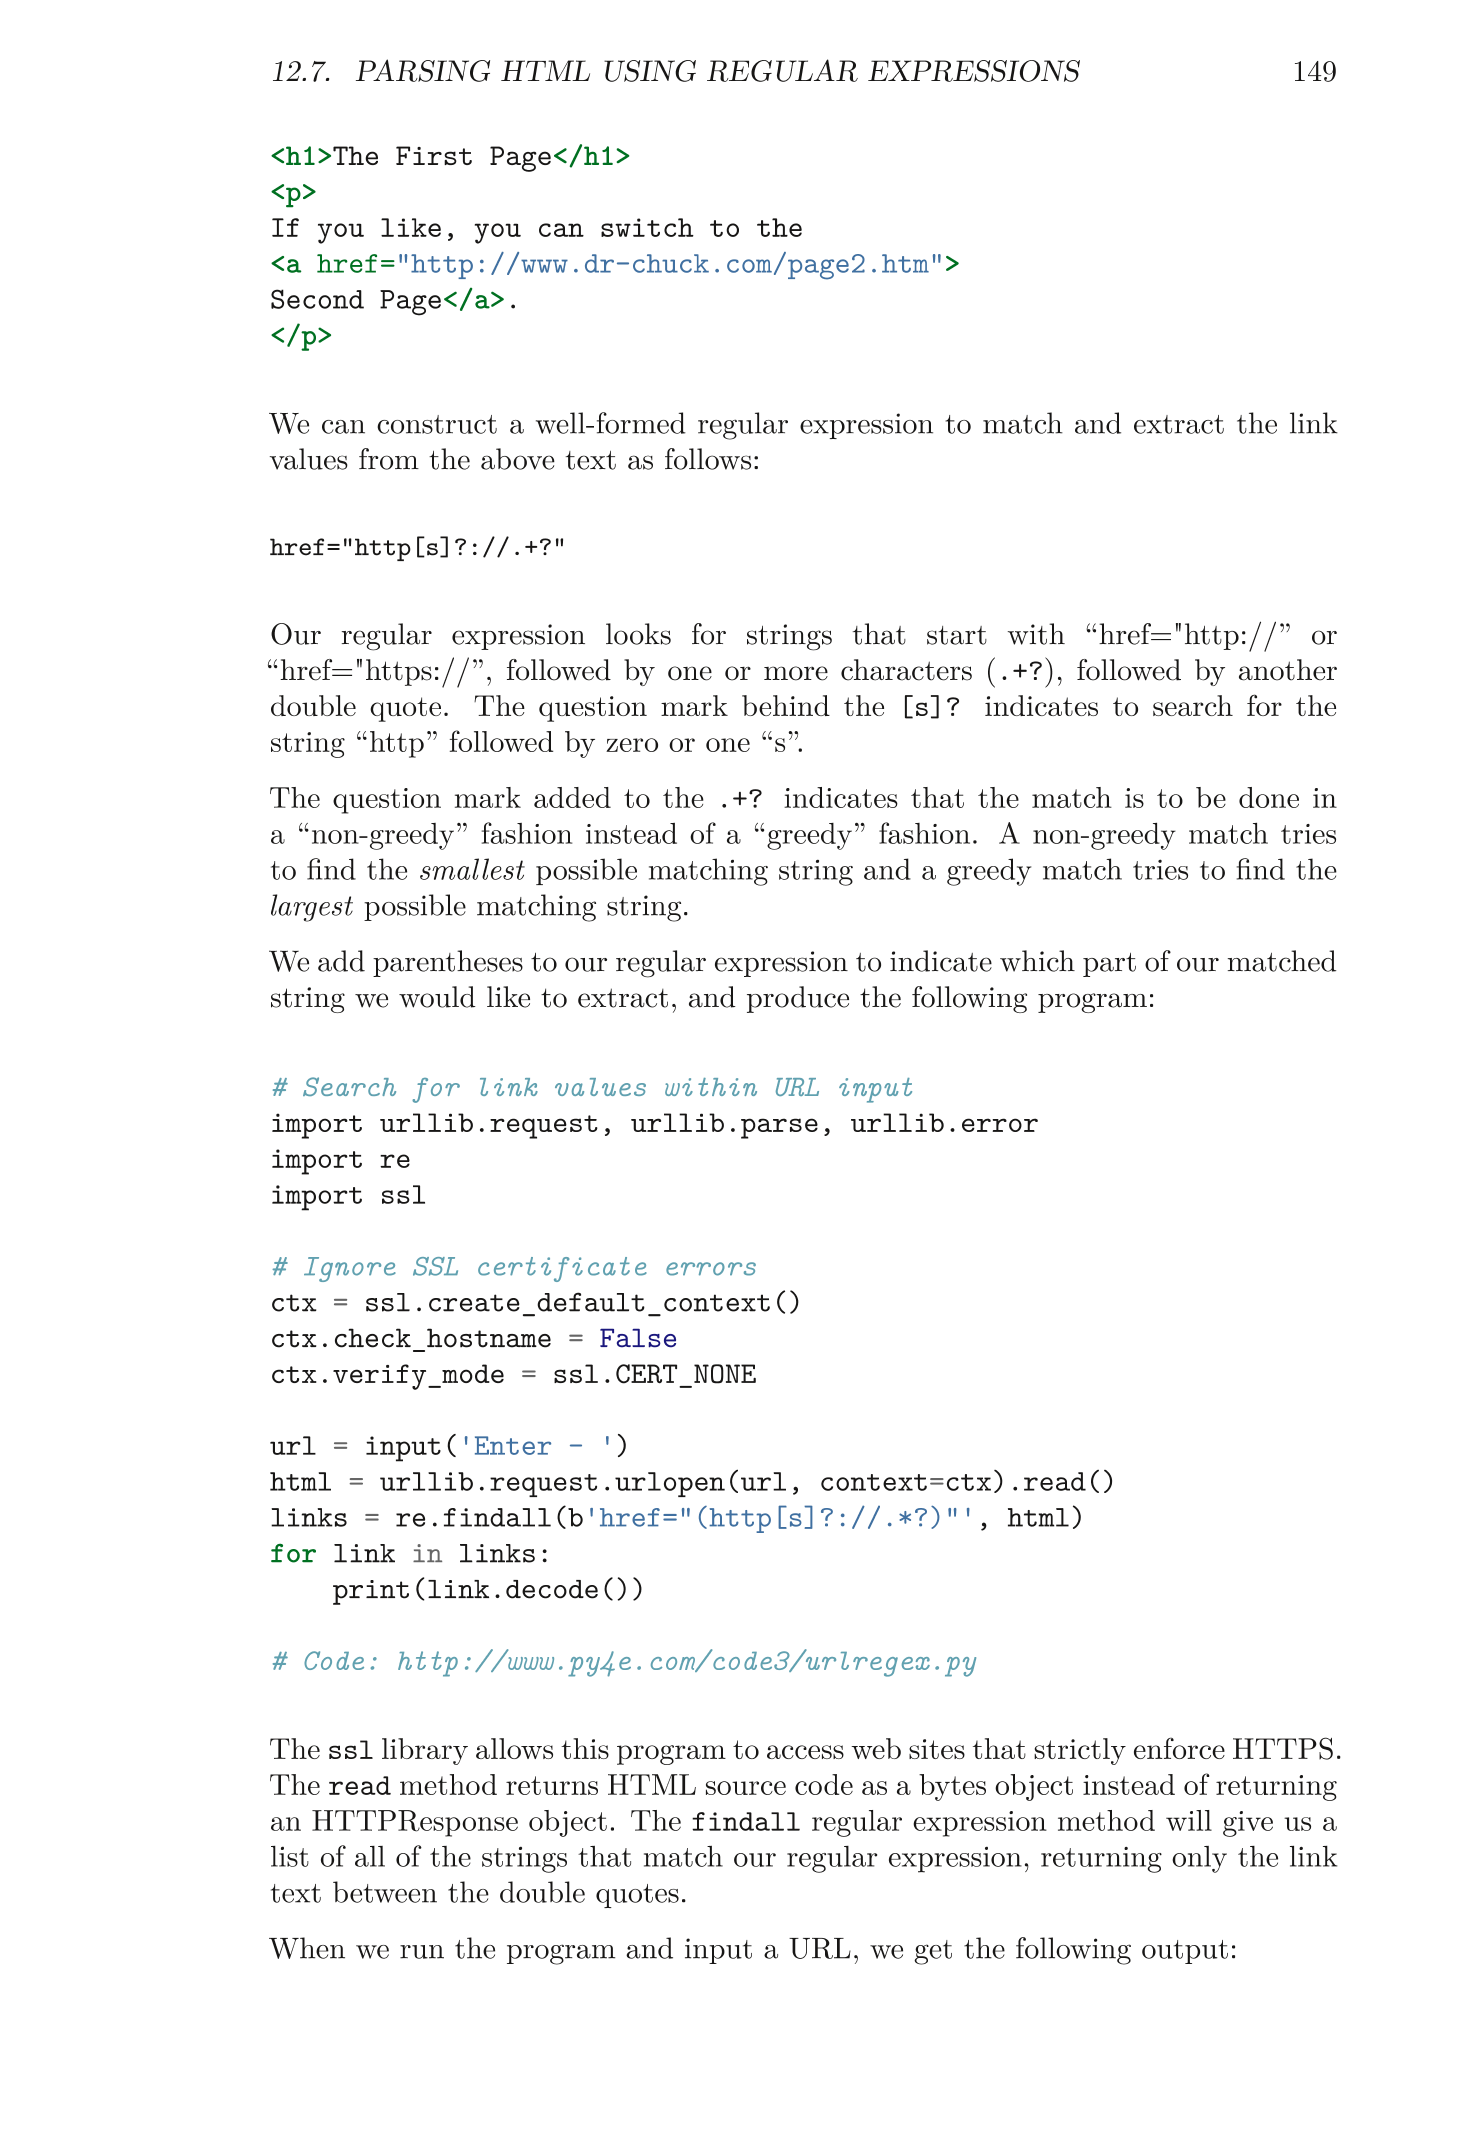 12.7. PARSING HTML USING REGULAR EXPRESSIONS 149
<h1>The First Page</h1>
<p>
If you like, you can switch to the
<a href="http://www.dr-chuck.com/page2.htm">
Second Page</a>.
</p>
We can construct a well-formed regular expression to match and extract the link
values from the above text as follows:
href="http[s]?://.+?"
Our regular expression looks for strings that start with “href="http://” or
“href="https://”, followed by one or more characters (.+?), followed by another
double quote. The question mark behind the [s]? indicates to search for the
string “http” followed by zero or one “s”.
The question mark added to the .+? indicates that the match is to be done in
a “non-greedy” fashion instead of a “greedy” fashion. A non-greedy match tries
to find the smallest possible matching string and a greedy match tries to find the
largest possible matching string.
We add parentheses to our regular expression to indicate which part of our matched
string we would like to extract, and produce the following program:
# Search for link values within URL input
import urllib.request, urllib.parse, urllib.error
import re
import ssl
# Ignore SSL certificate errors
ctx = ssl.create_default_context()
ctx.check_hostname = False
ctx.verify_mode = ssl.CERT_NONE
url = input('Enter - ')
html = urllib.request.urlopen(url, context=ctx).read()
links = re.findall(b'href="(http[s]?://.*?)"', html)
for link in links:
    print(link.decode())
# Code: http://www.py4e.com/code3/urlregex.py
The ssl library allows this program to access web sites that strictly enforce HTTPS.
The read method returns HTML source code as a bytes object instead of returning
an HTTPResponse object. The findall regular expression method will give us a
list of all of the strings that match our regular expression, returning only the link
text between the double quotes.
When we run the program and input a URL, we get the following output: